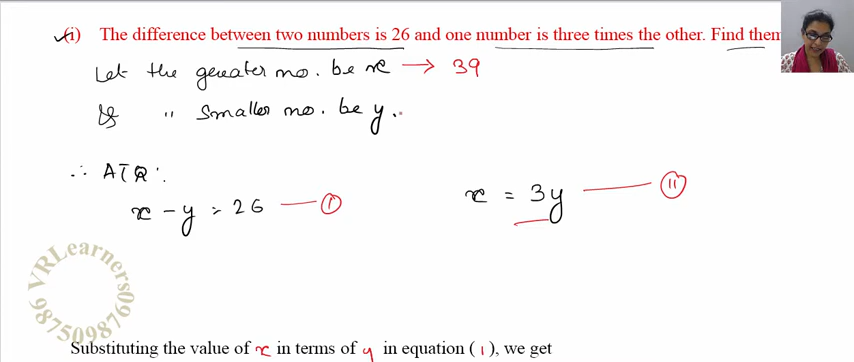 (i) The difference between two numbers is 26 and one number is three times the other. Find them
Let the greater no. be x → 39
& " Smaller no. be y.
∴ ATQ:
x - y = 26 — (I)
x = 3y — (II)
VRLearners
9875098760
Substituting the value of x in terms of y in equation (1), we get